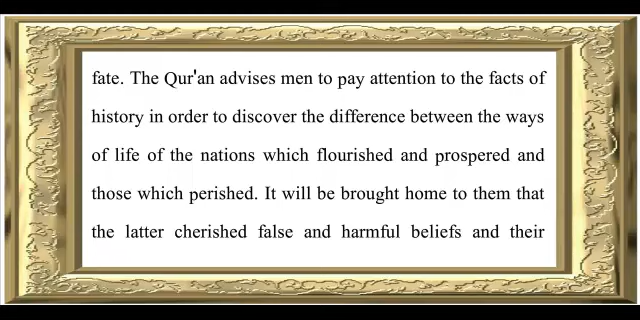 fate. The Qur'an advises men to pay attention to the facts of
history in order to discover the difference between the ways
of life of the nations which flourished and prospered and
those which perished. It will be brought home to them that
the latter cherished false and harmful beliefs and their